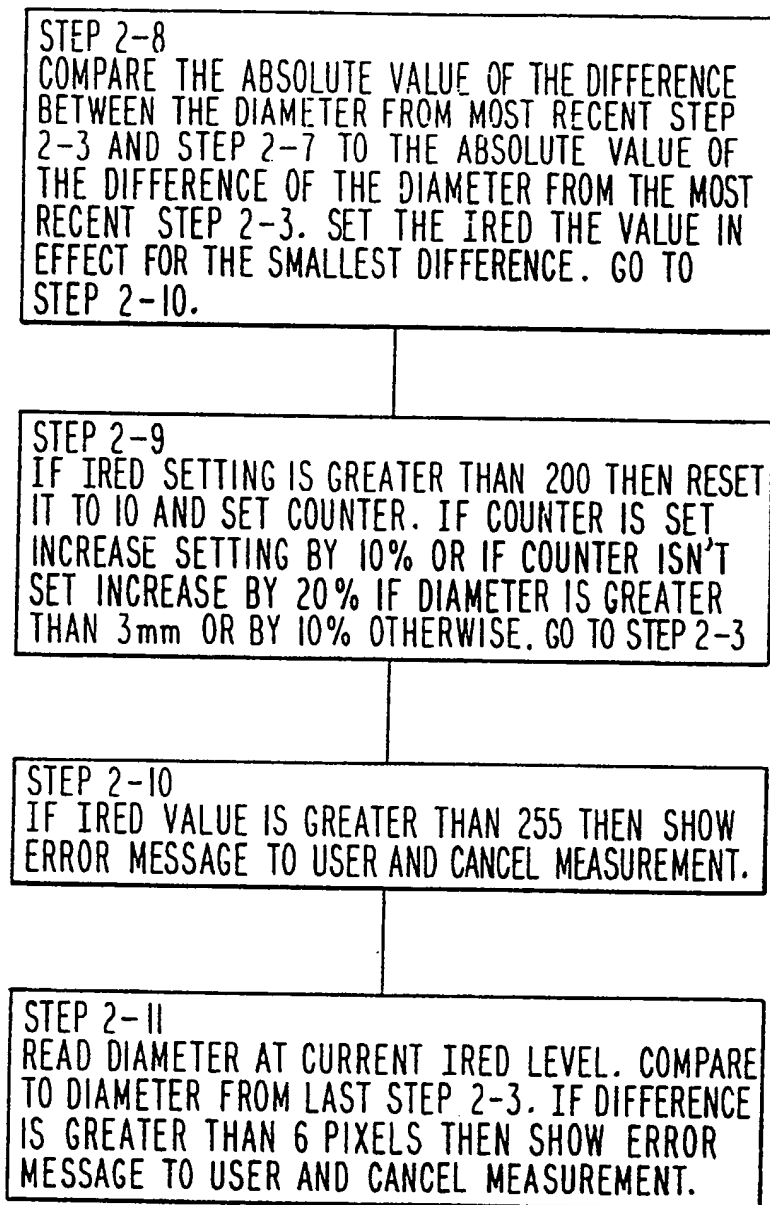 STEP 2-8
COMPARE THE ABSOLUTE VALUE OF THE DIFFERENCE
BETWEEN THE DIAMETER FROM MOST RECENT STEP
2-3 AND STEP 2-7 TO THE ABSOLUTE VALUE OF
THE DIFFERENCE OF THE DIAMETER FROM THE MOST
RECENT STEP 2-3. SET THE IRED THE VALUE IN
EFFECT FOR THE SMALLEST DIFFERENCE. GO TO
STEP 2-10.
STEP 2-9
IF IRED SETTING IS GREATER THAN 200 THEN RESET
IT TO 10 AND SET COUNTER. IF COUNTER IS SET
INCREASE SETTING BY 10% OR IF COUNTER ISN'T
SET INCREASE BY 20% IF DIAMETER IS GREATER
THAN 3mm OR BY 10% OTHERWISE. GO TO STEP 2-3
STEP 2-10
IF IRED VALUE IS GREATER THAN 255 THEN SHOW
ERROR MESSAGE TO USER AND CANCEL MEASUREMENT.
STEP 2-11
READ DIAMETER AT CURRENT IRED LEVEL. COMPARE
TO DIAMETER FROM LAST STEP 2-3. IF DIFFERENCE
IS GREATER THAN 6 PIXELS THEN SHOW ERROR
MESSAGE TO USER AND CANCEL MEASUREMENT.